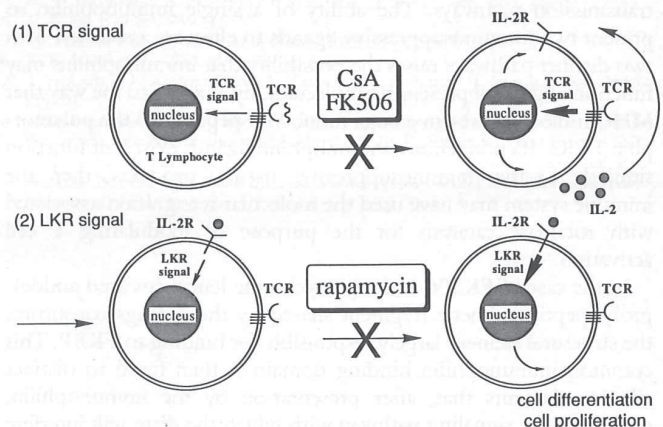 IL-2R
(1) TCR signal
CsA
FK506
TCR
signal
TCR
nucleus
T Lymphocyte
TCR
signal
TCR
nucleus
IL-2
(2) LKR signal
IL-2R
IL-2R
LKR
signal
TCR
nucleus
rapamycin
LKR
signal
TCR
nucleus
cell differentiation
cell proliferation